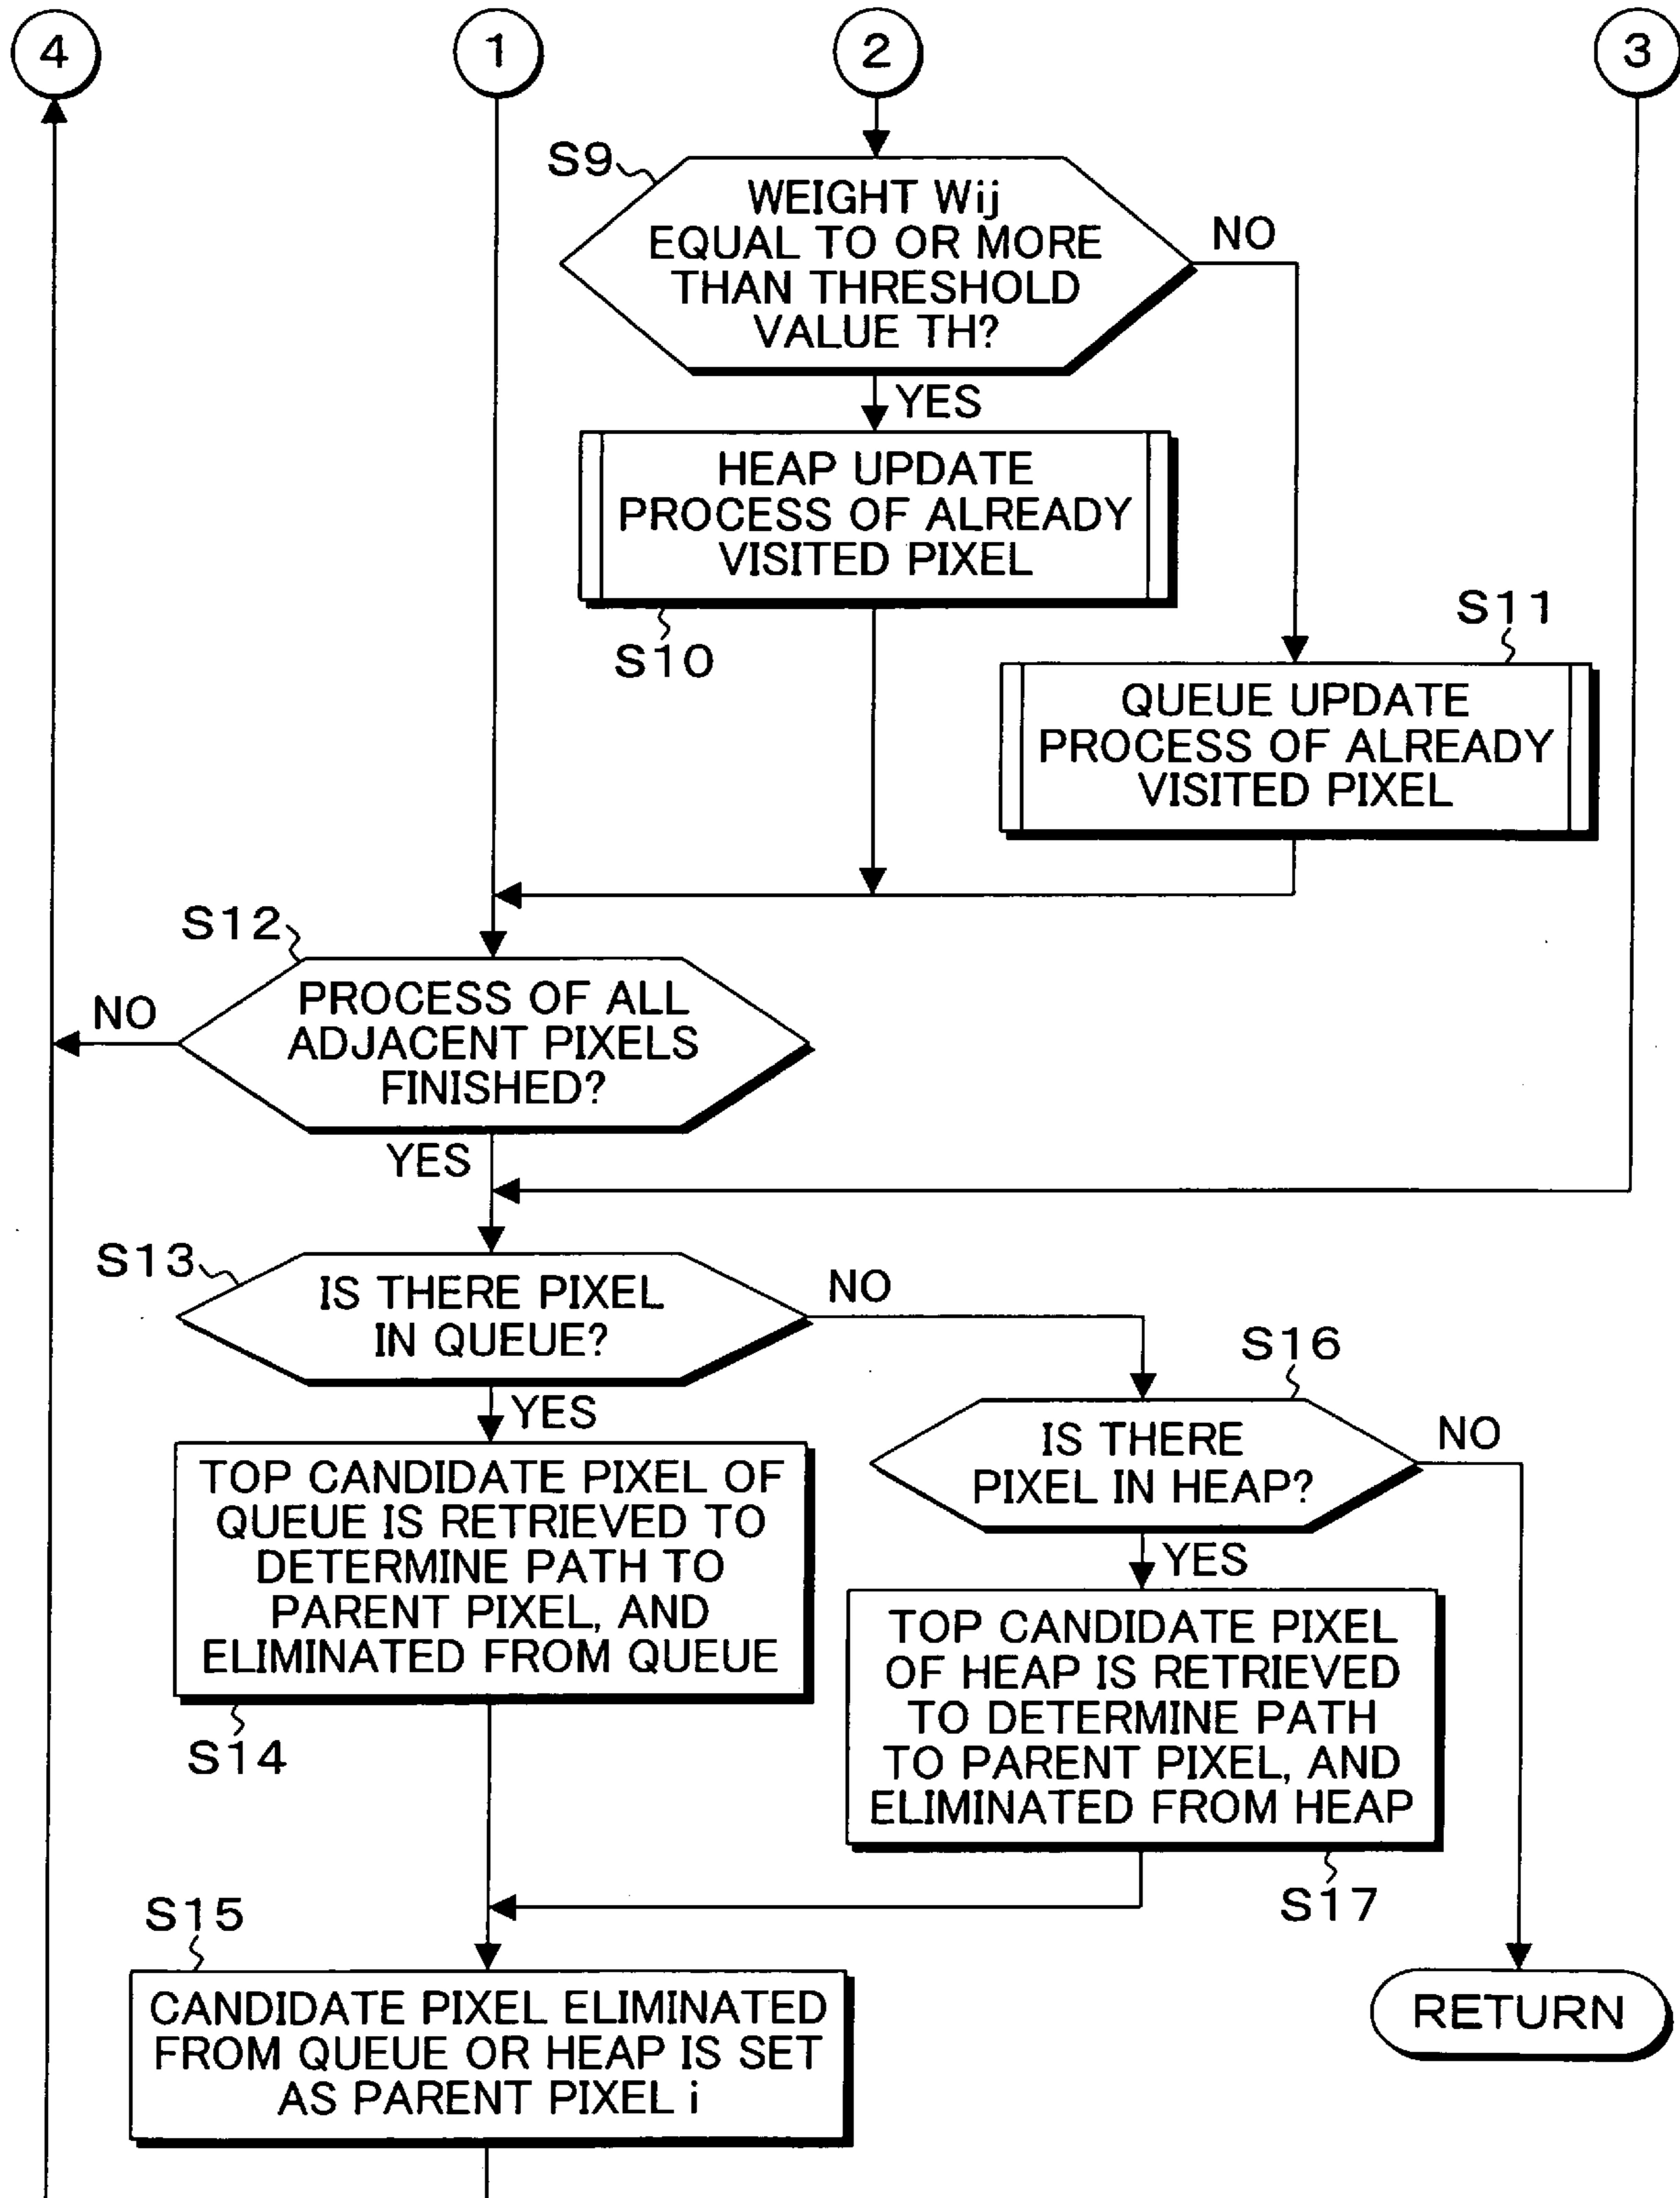 4
1
2
3
S9
WEIGHT Wij
EQUAL TO OR MORE
THAN THRESHOLD
VALUE TH?
NO
YES
HEAP UPDATE
PROCESS OF ALREADY
VISITED PIXEL
S10
S11
QUEUE UPDATE
PROCESS OF ALREADY
VISITED PIXEL
S12
PROCESS OF ALL
ADJACENT PIXELS
FINISHED?
NO
YES
S13
IS THERE PIXEL
IN QUEUE?
NO
YES
TOP CANDIDATE PIXEL OF
QUEUE IS RETRIEVED TO
DETERMINE PATH TO
PARENT PIXEL, AND
ELIMINATED FROM QUEUE
S14
S16
IS THERE
PIXEL IN HEAP?
NO
YES
TOP CANDIDATE PIXEL
OF HEAP IS RETRIEVED
TO DETERMINE PATH
TO PARENT PIXEL, AND
ELIMINATED FROM HEAP
S17
S15
CANDIDATE PIXEL ELIMINATED
FROM QUEUE OR HEAP IS SET
AS PARENT PIXEL i
RETURN